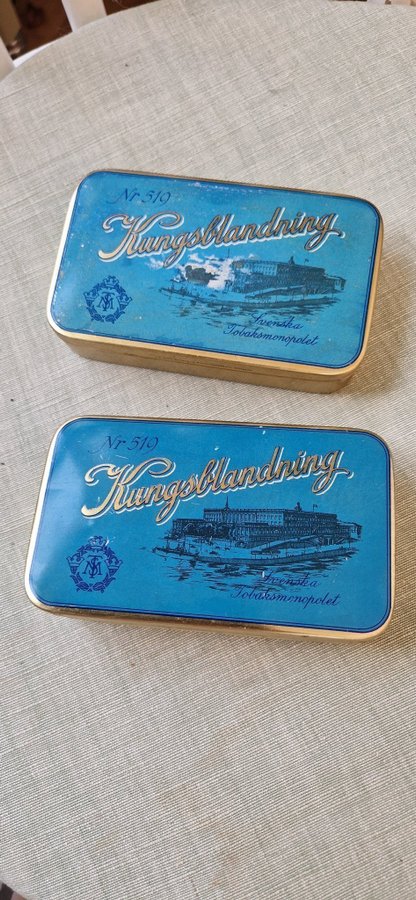 Nr 519
Kungsblandning
Svenska
Tobaksmonopolet
Nr 519
Kungsblandning
Svenska
Tobaksmonopolet